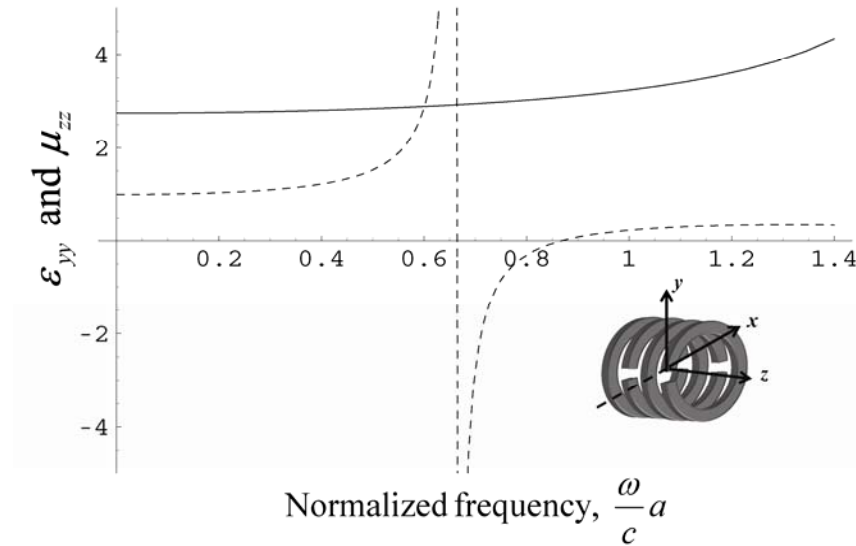 4
2
ε_yy and μ_zz
0.2 0.4 0.6 0.8 1 1.2 1.4
-2
-4
y
x
z
Normalized frequency, ω/c a